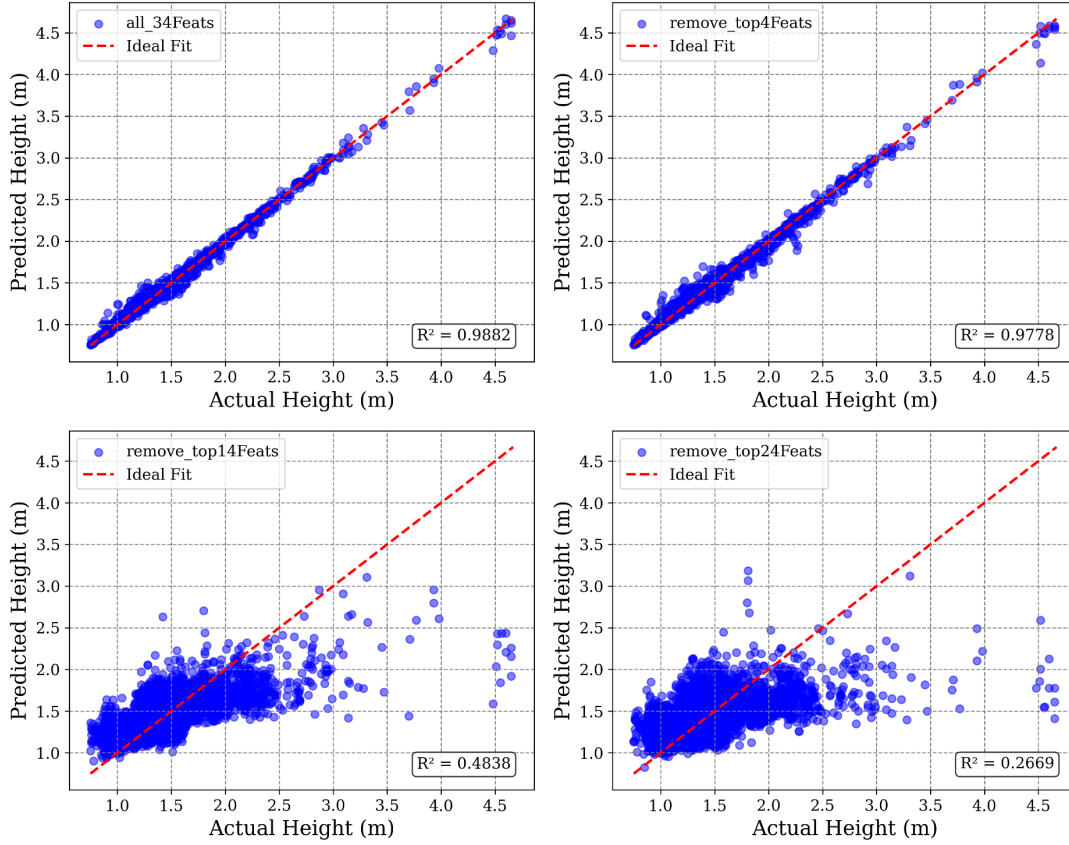 all_34Feats
Ideal Fit
4.5
4.0
3.5
3.0
2.5
2.0
1.5
1.0
Predicted Height (m)
R² = 0.9882
1.0 1.5 2.0 2.5 3.0 3.5 4.0 4.5
Actual Height (m)
remove_top4Feats
Ideal Fit
4.5
4.0
3.5
3.0
2.5
2.0
1.5
1.0
Predicted Height (m)
R² = 0.9778
1.0 1.5 2.0 2.5 3.0 3.5 4.0 4.5
Actual Height (m)
remove_top14Feats
Ideal Fit
4.5
4.0
3.5
3.0
2.5
2.0
1.5
1.0
Predicted Height (m)
R² = 0.4838
1.0 1.5 2.0 2.5 3.0 3.5 4.0 4.5
Actual Height (m)
remove_top24Feats
Ideal Fit
4.5
4.0
3.5
3.0
2.5
2.0
1.5
1.0
Predicted Height (m)
R² = 0.2669
1.0 1.5 2.0 2.5 3.0 3.5 4.0 4.5
Actual Height (m)